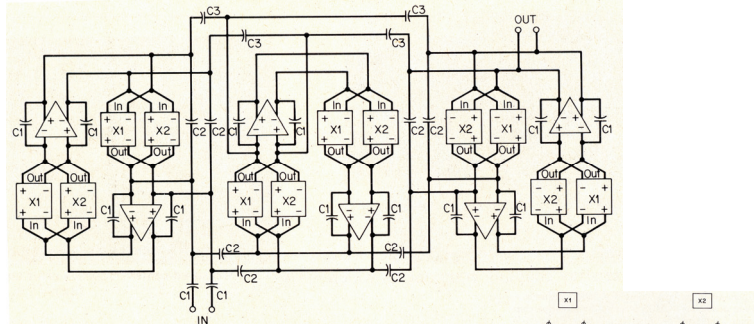 C3 C3 OUT
C3 C3
In In In In In In
C1 C1 X1 X2 C2 C2 C1 C1 X1 X2 C2 C2 X2 X1 C1 C1
Out Out Out Out Out Out
Out Out Out Out Out Out
X1 X2 C1 C1 X1 X2 C1 C1 C1 C1 X2 X1
In In In In In In
C2 C2
C2 C2
C1 C1
IN
X1 X2